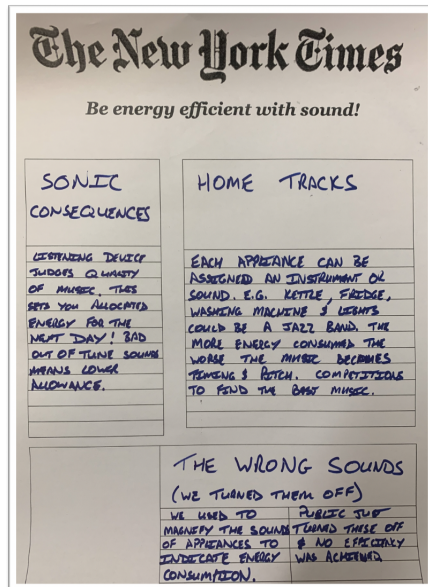 The New York Times
Be energy efficient with sound!
SONIC
CONSEQUENCES
LISTENING DEVICE
JUDGES QUALITY
OF MUSIC. THIS
SETS YOU ALLOCATED
ENERGY FOR THE
NEXT DAY! BAD
OUT OF TUNE SOUNDS
MEANS LOWER
ALLOWANCE.
HOME TRACKS
EACH APPLIANCE CAN BE
ASSIGNED AN INSTRUMENT OR
SOUND. E.G. KETTLE, FRIDGE,
WASHING MACHINE & LIGHTS
COULD BE A JAZZ BAND. THE
MORE ENERGY CONSUMED THE
WORSE THE MUSIC BECOMES
TIMING & PITCH. COMPETITIONS
TO FIND THE BEST MUSIC.
THE WRONG SOUNDS
(WE TURNED THEM OFF)
WE USED TO
MAGNIFY THE SOUND
OF APPLIANCES TO
INDICATE ENERGY
CONSUMPTION.
PUBLIC JUST
TURNED THESE OFF
& NO EFFICIENCY
WAS ACHIEVED